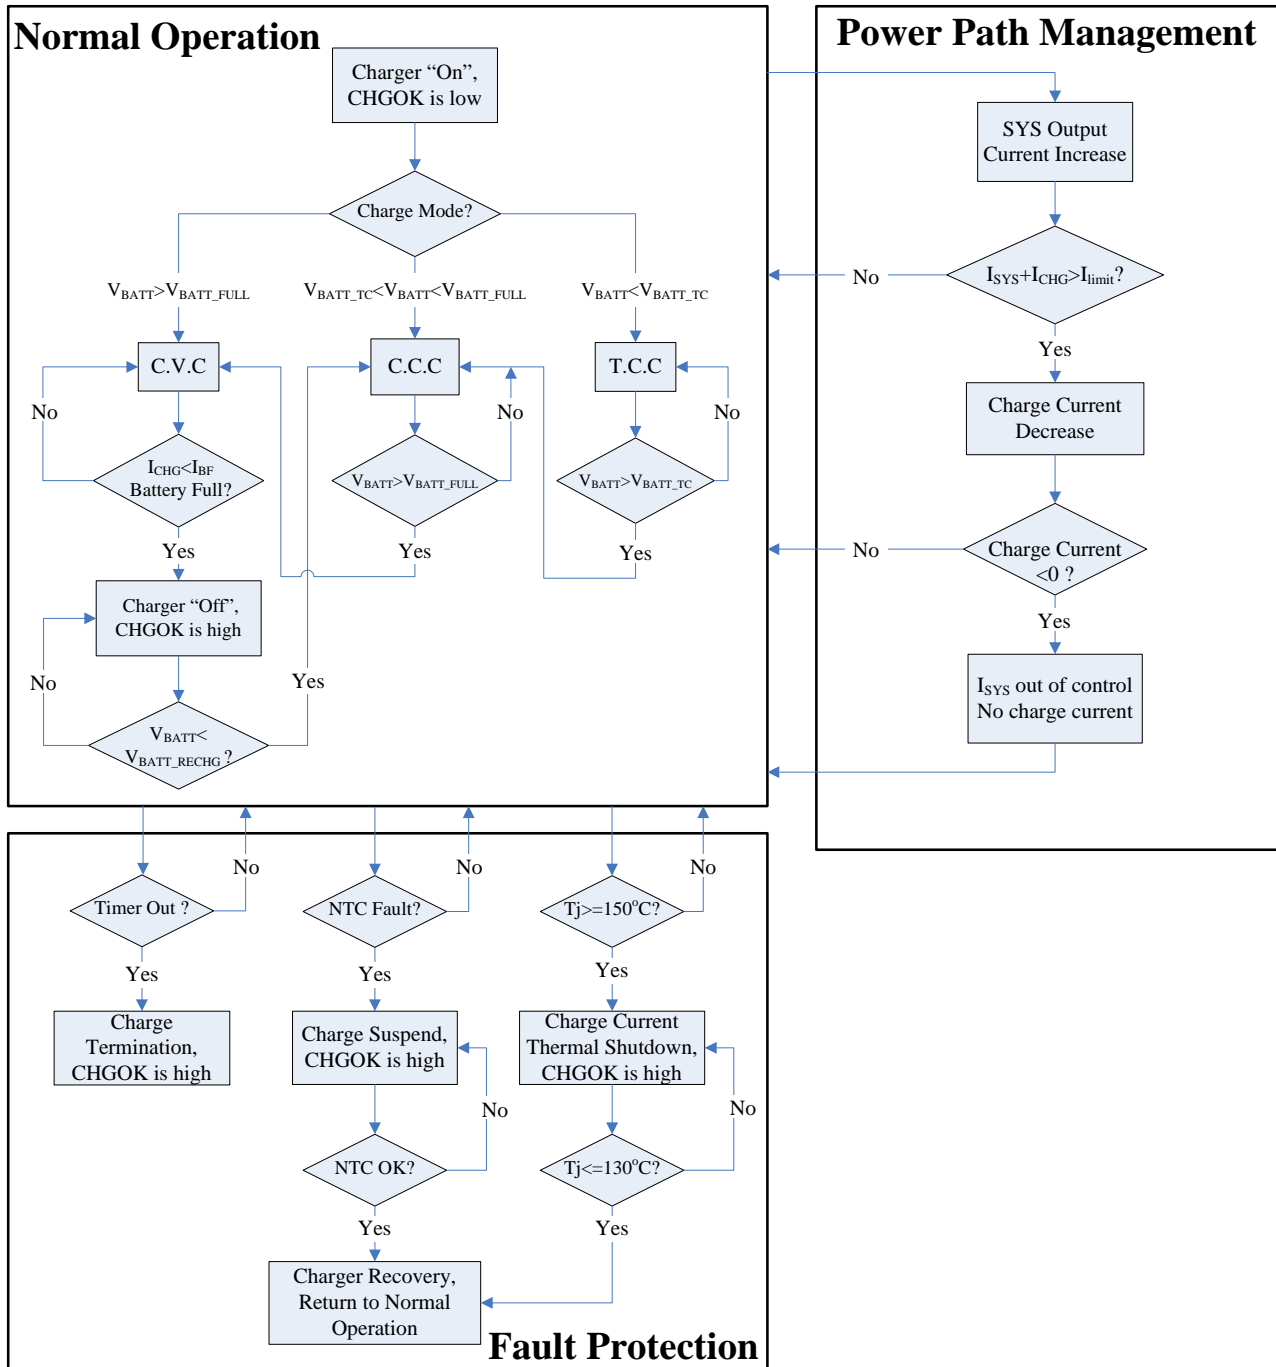 Normal Operation
Charger “On”,
CHGOK is low
Charge Mode?
VBATT>VBATT_FULL
VBATT_TC<VBATT<VBATT_FULL
VBATT<VBATT_TC
C.V.C
C.C.C
T.C.C
No
No
No
ICHG<IBF
Battery Full?
VBATT>VBATT_FULL
VBATT>VBATT_TC
Yes
Yes
Yes
Charger “Off”,
CHGOK is high
No
Yes
VBATT<
VBATT_RECHG ?
Power Path Management
SYS Output
Current Increase
ISYS+ICHG>Ilimit?
No
Yes
Charge Current
Decrease
Charge Current
<0 ?
No
Yes
ISYS out of control
No charge current
Timer Out ?
No
NTC Fault?
No
Tj>=150°C?
No
Yes
Yes
Yes
Charge
Termination,
CHGOK is high
Charge Suspend,
CHGOK is high
Charge Current
Thermal Shutdown,
CHGOK is high
No
No
NTC OK?
Tj<=130°C?
Yes
Yes
Charger Recovery,
Return to Normal
Operation
Fault Protection